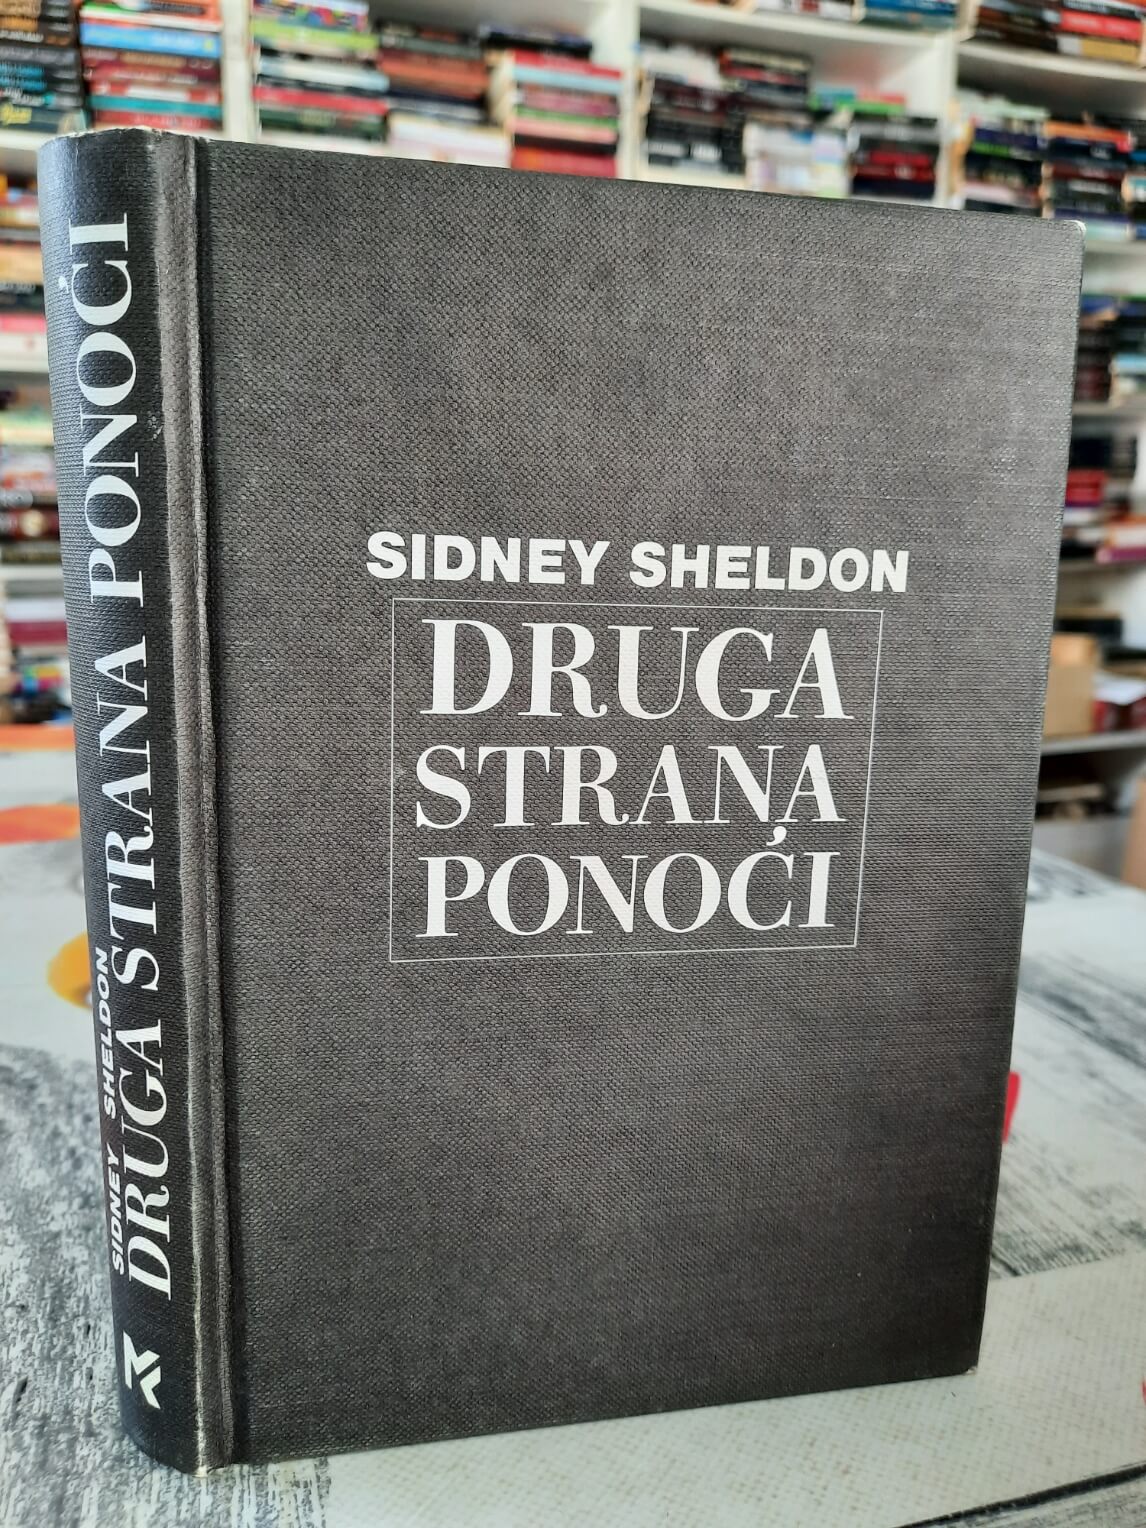 SIDNEY SHELDON
DRUGA
STRANA
PONOĆI
SIDNEY SHELDON
DRUGA STRANA PONOĆI